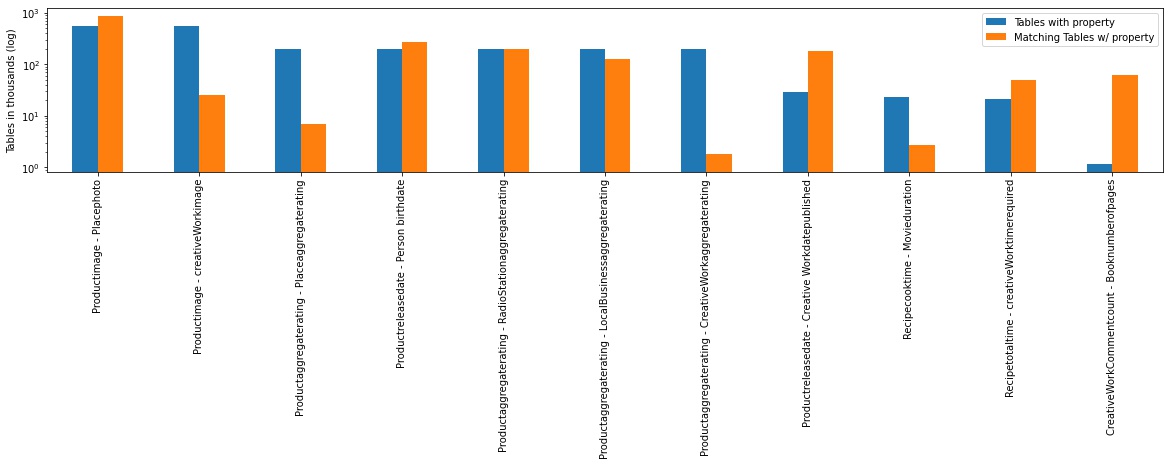 Tables in thousands (log)
10³
10²
10¹
10⁰
Tables with property
Matching Tables w/ property
Productimage - Placephoto
Productimage - creativeWorkimage
Productaggregaterating - Placeaggregaterating
Productreleasedate - Person birthdate
Productaggregaterating - RadioStationaggregaterating
Productaggregaterating - LocalBusinessaggregaterating
Productaggregaterating - CreativeWorkaggregaterating
Productreleasedate - Creative Workdatepublished
Recipecooktime - Movieduration
Recipetotaltime - creativeWorktimerequired
CreativeWorkCommentcount - Booknumberofpages